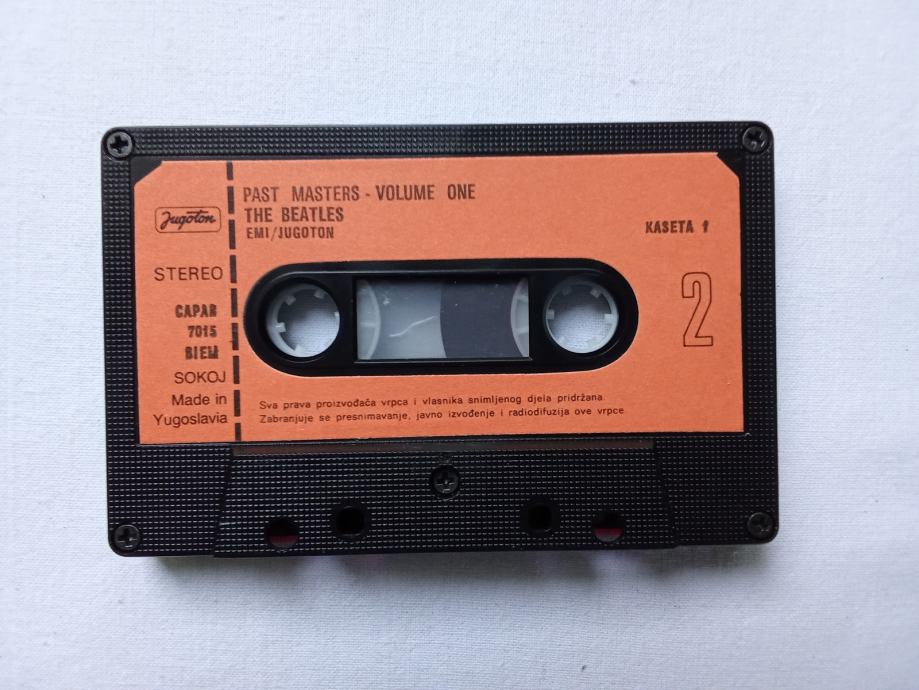 Jugoton
STEREO
CAPAR
7015
BIEM
SOKOJ
Made in
Yugoslavia
PAST MASTERS - VOLUME ONE
THE BEATLES
EMI/JUGOTON
KASETA 1
2
Sva prava proizvođača vrpca i vlasnika snimljenog djela pridržana.
Zabranjuje se presnimavanje, javno izvođenje i radiodifuzija ove vrpce.